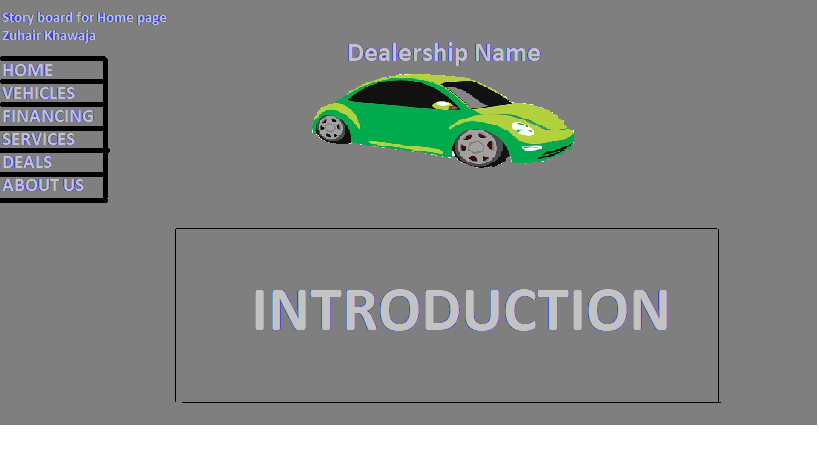 Story board for Home page
Zuhair Khawaja
Dealership Name
HOME
VEHICLES
FINANCING
SERVICES
DEALS
ABOUT US
INTRODUCTION